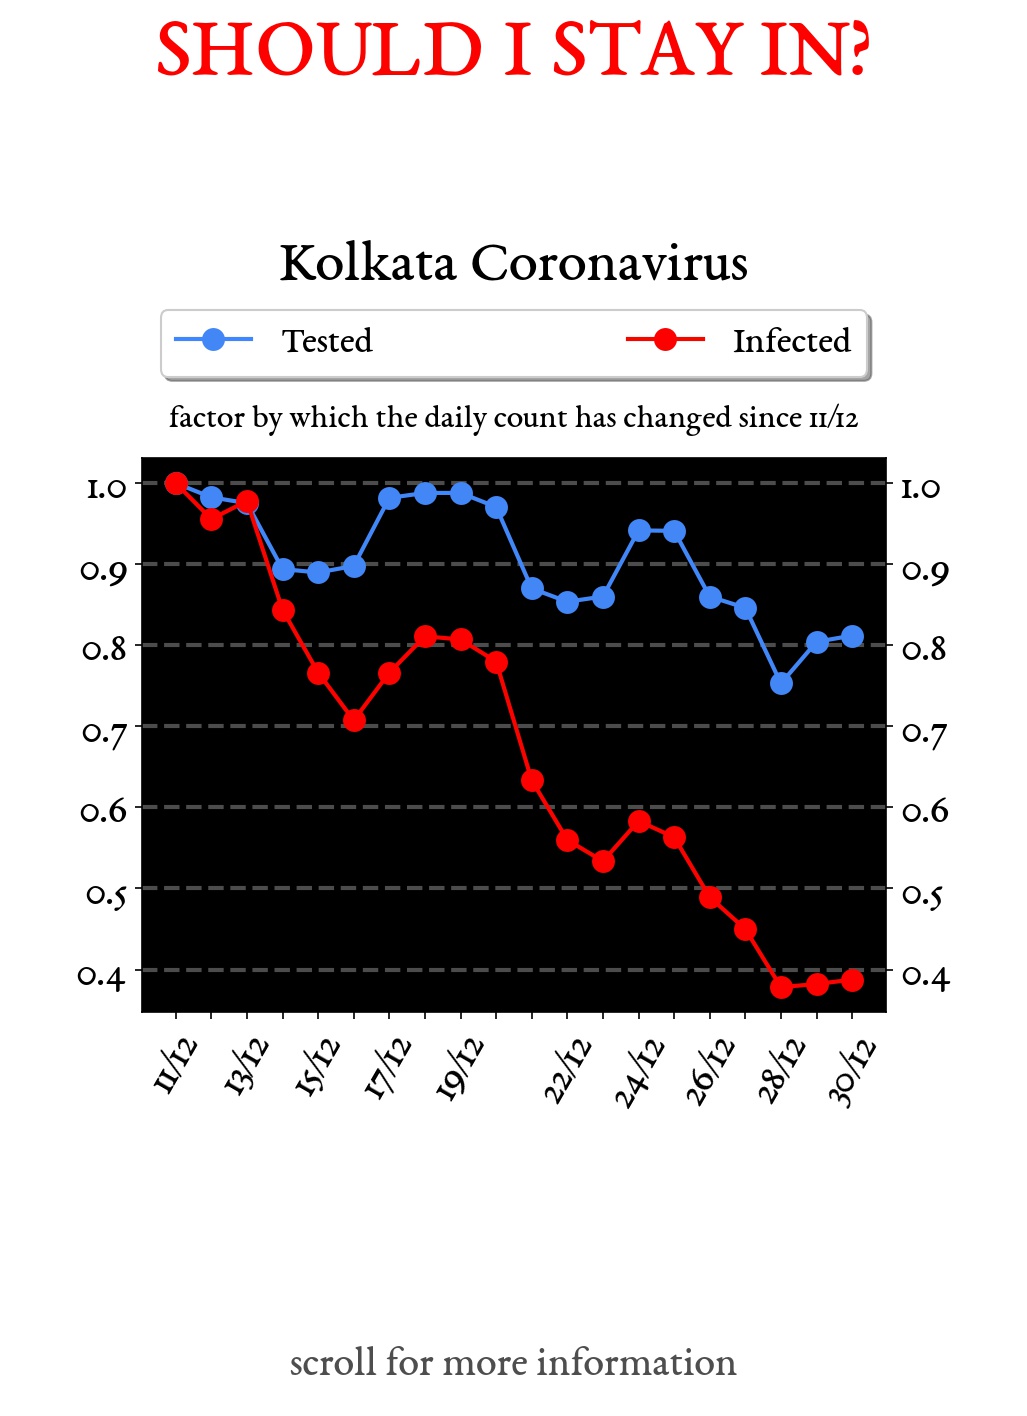 SHOULD I STAY IN?
Kolkata Coronavirus
Tested Infected
factor by which the daily count has changed since 11/12
1.0 1.0
0.9 0.9
0.8 0.8
0.7 0.7
0.6 0.6
0.5 0.5
0.4 0.4
11/12 13/12 15/12 17/12 19/12 22/12 24/12 26/12 28/12 30/12
scroll for more information